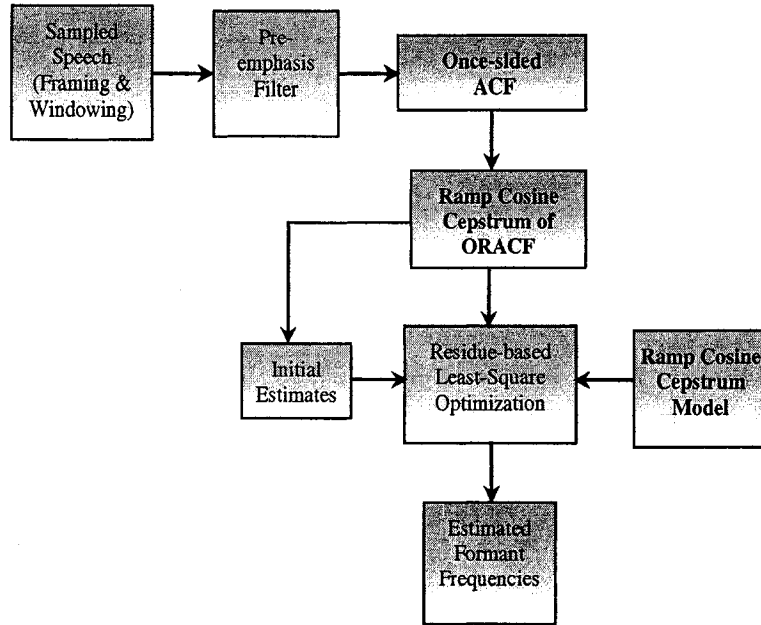 Sampled
Speech
(Framing &
Windowing)
Pre-
emphasis
Filter
Once-sided
ACF
Ramp Cosine
Cepstrum of
ORACF
Initial
Estimates
Residue-based
Least-Square
Optimization
Ramp Cosine
Cepstrum
Model
Estimated
Formant
Frequencies